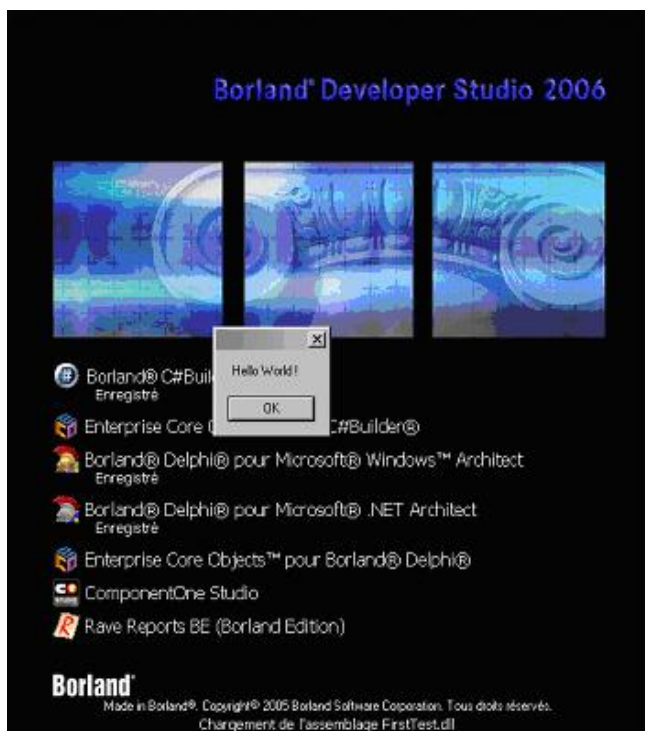 Borland® Developer Studio 2006
Hello World !
OK
Borland® C#Buil
Enregistré
Enterprise Core C#Builder®
Borland® Delphi® pour Microsoft® Windows™ Architect
Enregistré
Borland® Delphi® pour Microsoft® .NET Architect
Enregistré
Enterprise Core Objects™ pour Borland® Delphi®
ComponentOne Studio
Rave Reports BE (Borland Edition)
Borland®
Made in Borland®. Copyright© 2005 Borland Software Corporation. Tous droits réservés.
Chargement de l'assemblage FirstTest.dll